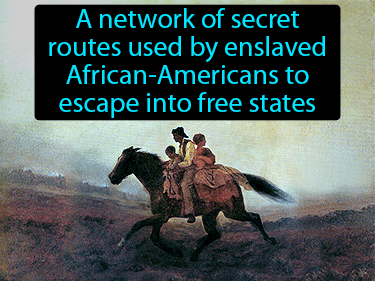 A network of secret
routes used by enslaved
African-Americans to
escape into free states